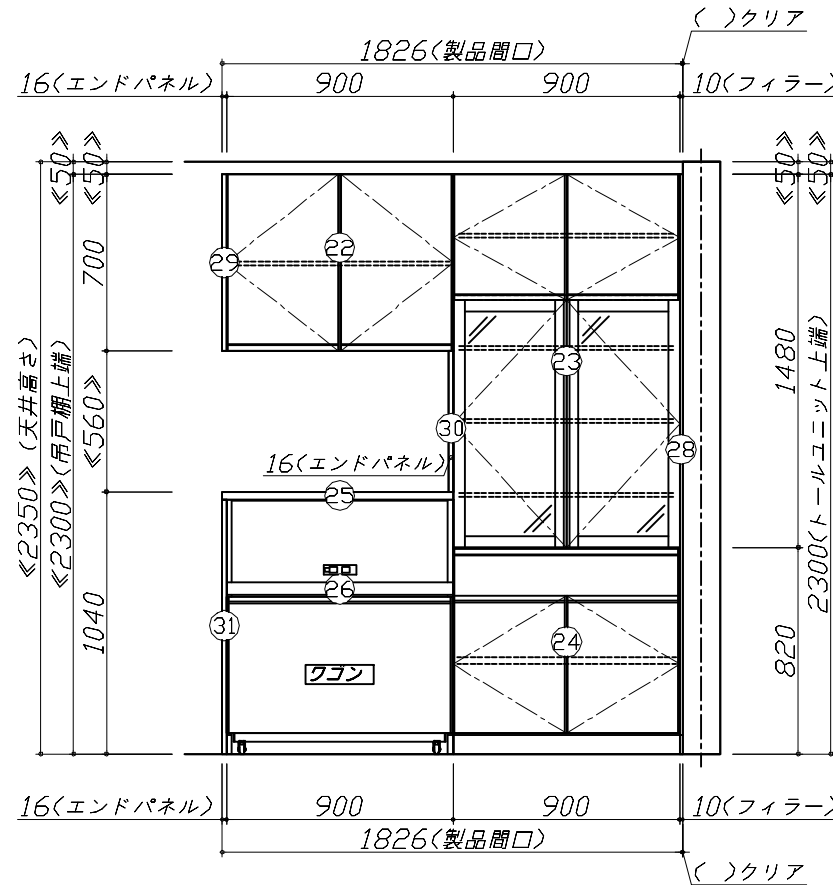 ( )クリア
1826(製品間口)
16(エンドパネル)
900
900
10(フィラー)
≪50≫
≪50≫
≪50≫
≪50≫
29
22
700
≪2350≫(天井高さ)
≪2300≫(吊戸棚上端)
≪560≫
1040
23
30
28
16(エンドパネル)
25
26
31
24
ワゴン
1480
820
2300(トールユニット上端)
16(エンドパネル)
900
900
10(フィラー)
1826(製品間口)
( )クリア